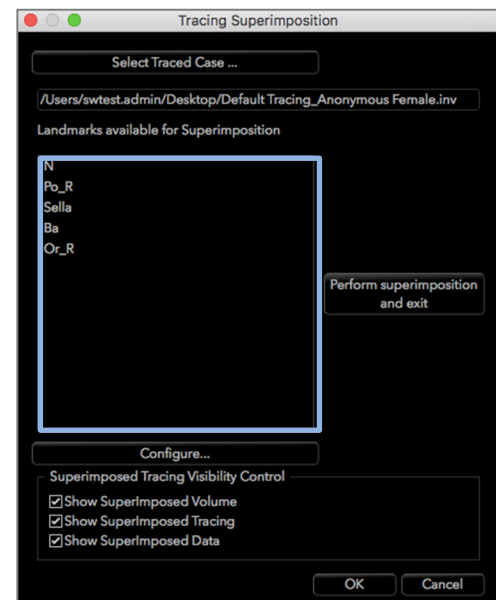 Tracing Superimposition
Select Traced Case ...
/Users/swtest.admin/Desktop/Default Tracing_Anonymous Female.inv
Landmarks available for Superimposition
N
Po_R
Sella
Ba
Or_R
Perform superimposition
and exit
Configure...
Superimposed Tracing Visibility Control
Show SuperImposed Volume
Show SuperImposed Tracing
Show SuperImposed Data
OK Cancel